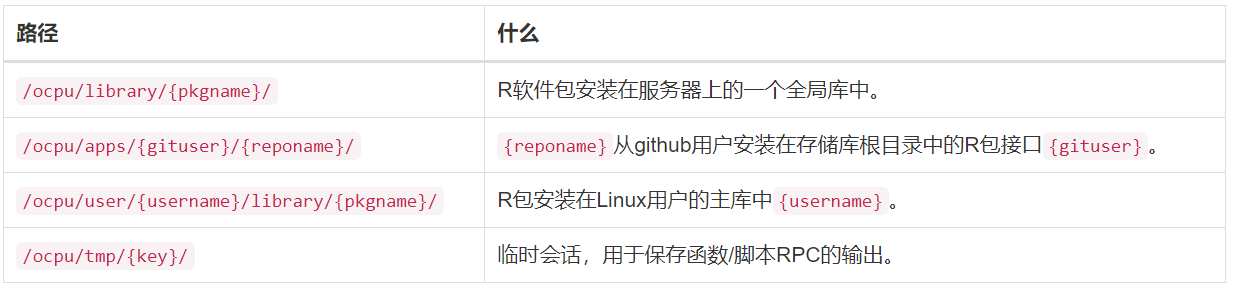 路径 什么
/ocpu/library/{pkgname}/ R软件包安装在服务器上的一个全局库中。
/ocpu/apps/{gituser}/{reponame}/ {reponame}从github用户安装在存储库根目录中的R包接口{gituser}。
/ocpu/user/{username}/library/{pkgname}/ R包安装在Linux用户的主库中{username}。
/ocpu/tmp/{key}/ 临时会话，用于保存函数/脚本RPC的输出。